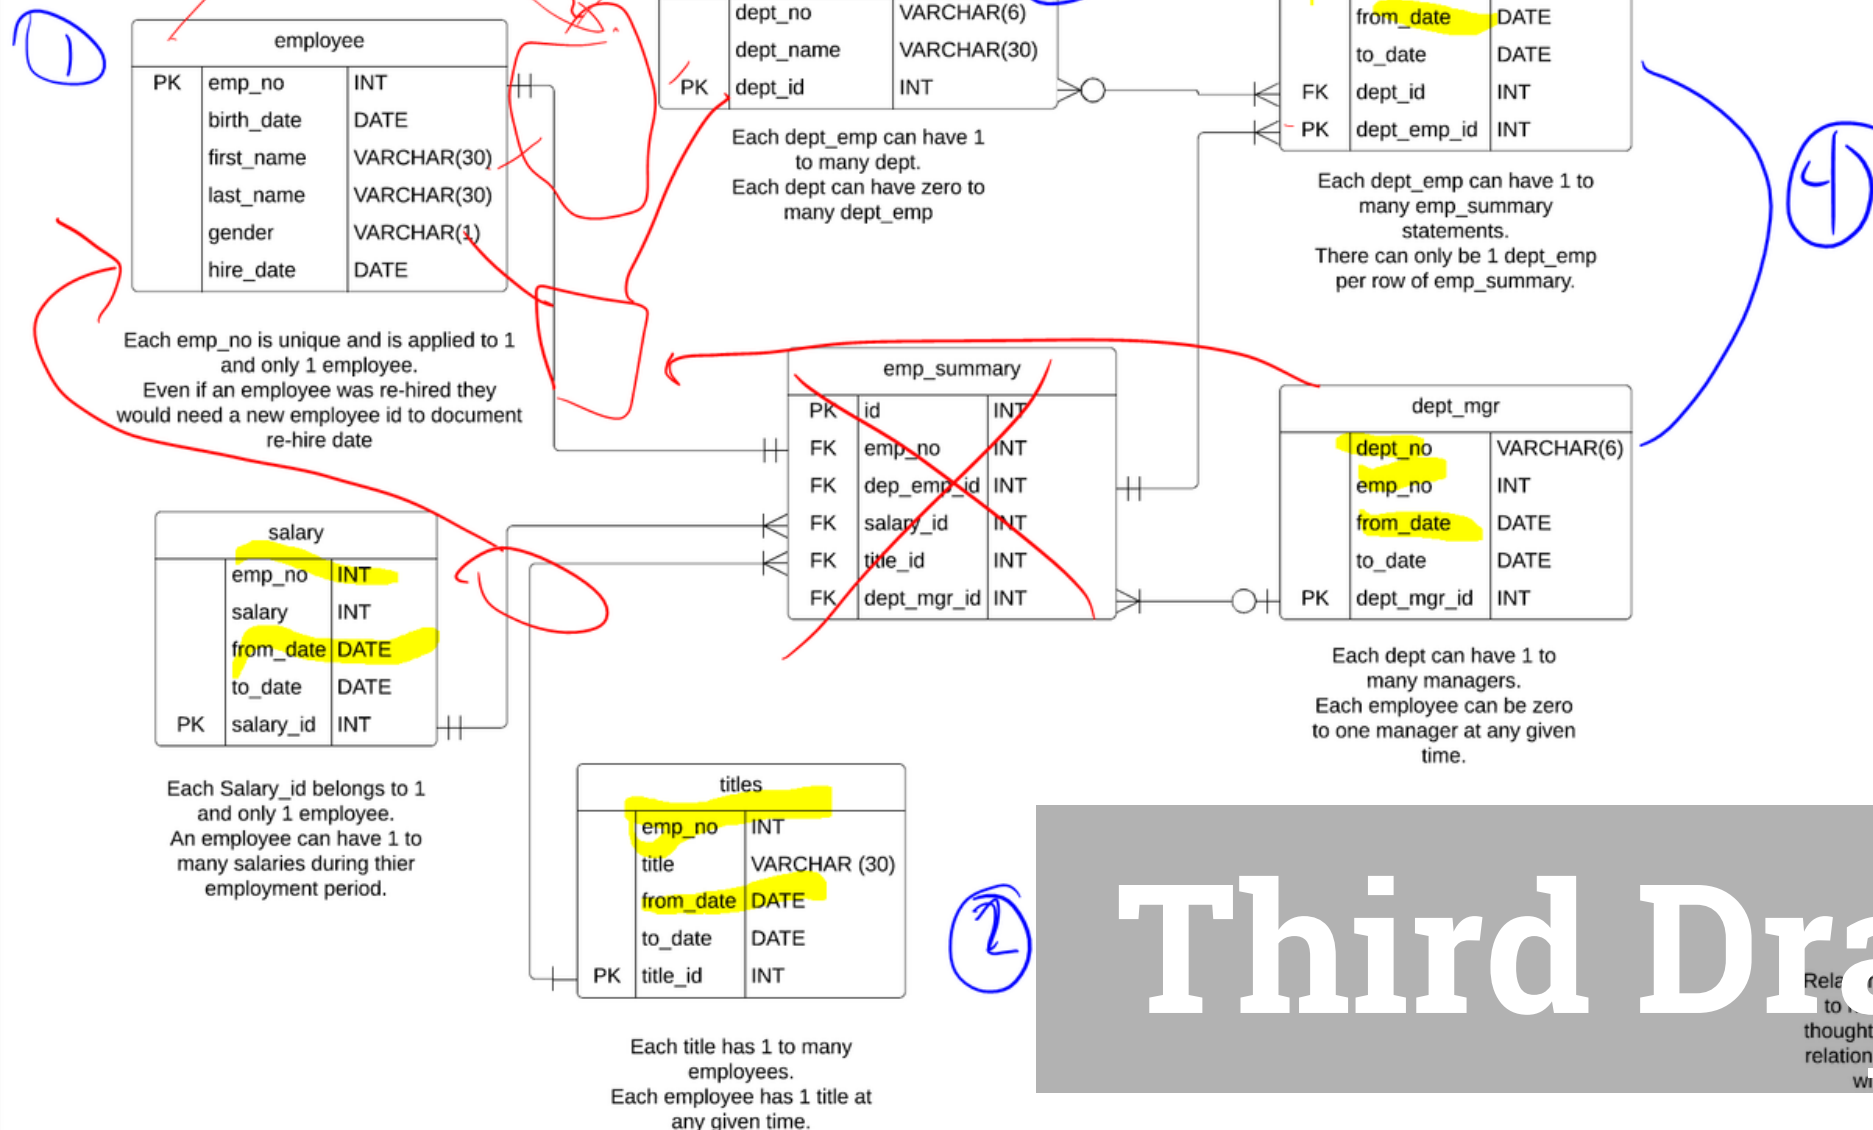 1
employee
PK emp_no INT
birth_date DATE
first_name VARCHAR(30)
last_name VARCHAR(30)
gender VARCHAR(1)
hire_date DATE
Each emp_no is unique and is applied to 1
and only 1 employee.
Even if an employee was re-hired they
would need a new employee id to document
re-hire date
dept_no VARCHAR(6)
dept_name VARCHAR(30)
PK dept_id INT
Each dept_emp can have 1
to many dept.
Each dept can have zero to
many dept_emp
from_date DATE
to_date DATE
FK dept_id INT
PK dept_emp_id INT
Each dept_emp can have 1 to
many emp_summary
statements.
There can only be 1 dept_emp
per row of emp_summary.
4
emp_summary
PK id INT
FK emp_no INT
FK dep_emp_id INT
FK salary_id INT
FK title_id INT
FK dept_mgr_id INT
dept_mgr
dept_no VARCHAR(6)
emp_no INT
from_date DATE
to_date DATE
PK dept_mgr_id INT
Each dept can have 1 to
many managers.
Each employee can be zero
to one manager at any given
time.
salary
emp_no INT
salary INT
from_date DATE
to_date DATE
PK salary_id INT
Each Salary_id belongs to 1
and only 1 employee.
An employee can have 1 to
many salaries during thier
employment period.
titles
emp_no INT
title VARCHAR (30)
from_date DATE
to_date DATE
PK title_id INT
Each title has 1 to many
employees.
Each employee has 1 title at
any given time.
2
Third Dra
to
thought
relation